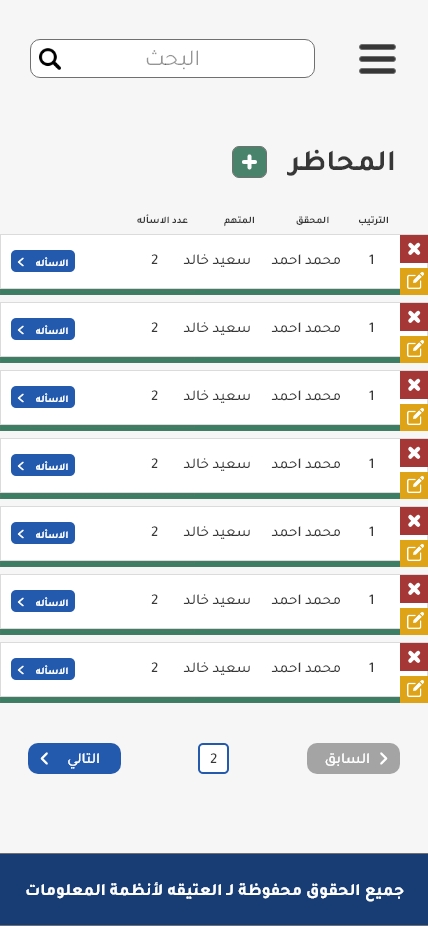 البحث
المحاظر
الترتيب المحقق المتهم عدد الاسأله
1 محمد احمد سعيد خالد 2 الاسأله
1 محمد احمد سعيد خالد 2 الاسأله
1 محمد احمد سعيد خالد 2 الاسأله
1 محمد احمد سعيد خالد 2 الاسأله
1 محمد احمد سعيد خالد 2 الاسأله
1 محمد احمد سعيد خالد 2 الاسأله
1 محمد احمد سعيد خالد 2 الاسأله
السابق 2 التالي
جميع الحقوق محفوظة لـ العتيقه لأنظمة المعلومات